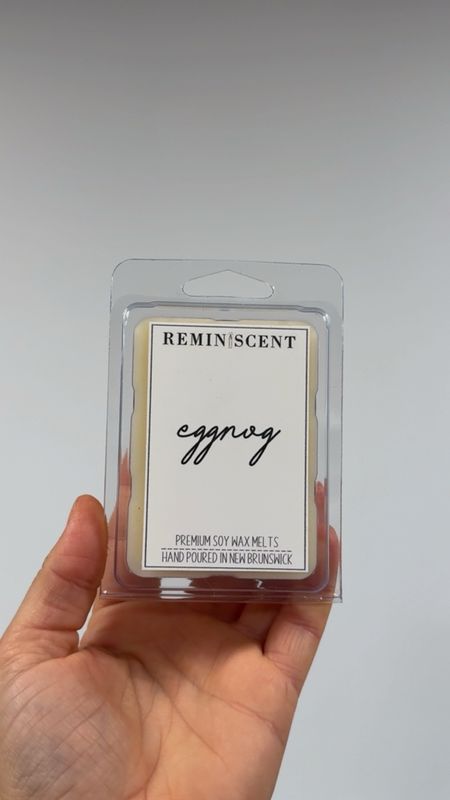 REMINISCENT
eggnog
PREMIUM SOY WAX MELTS
HAND POURED IN NEW BRUNSWICK